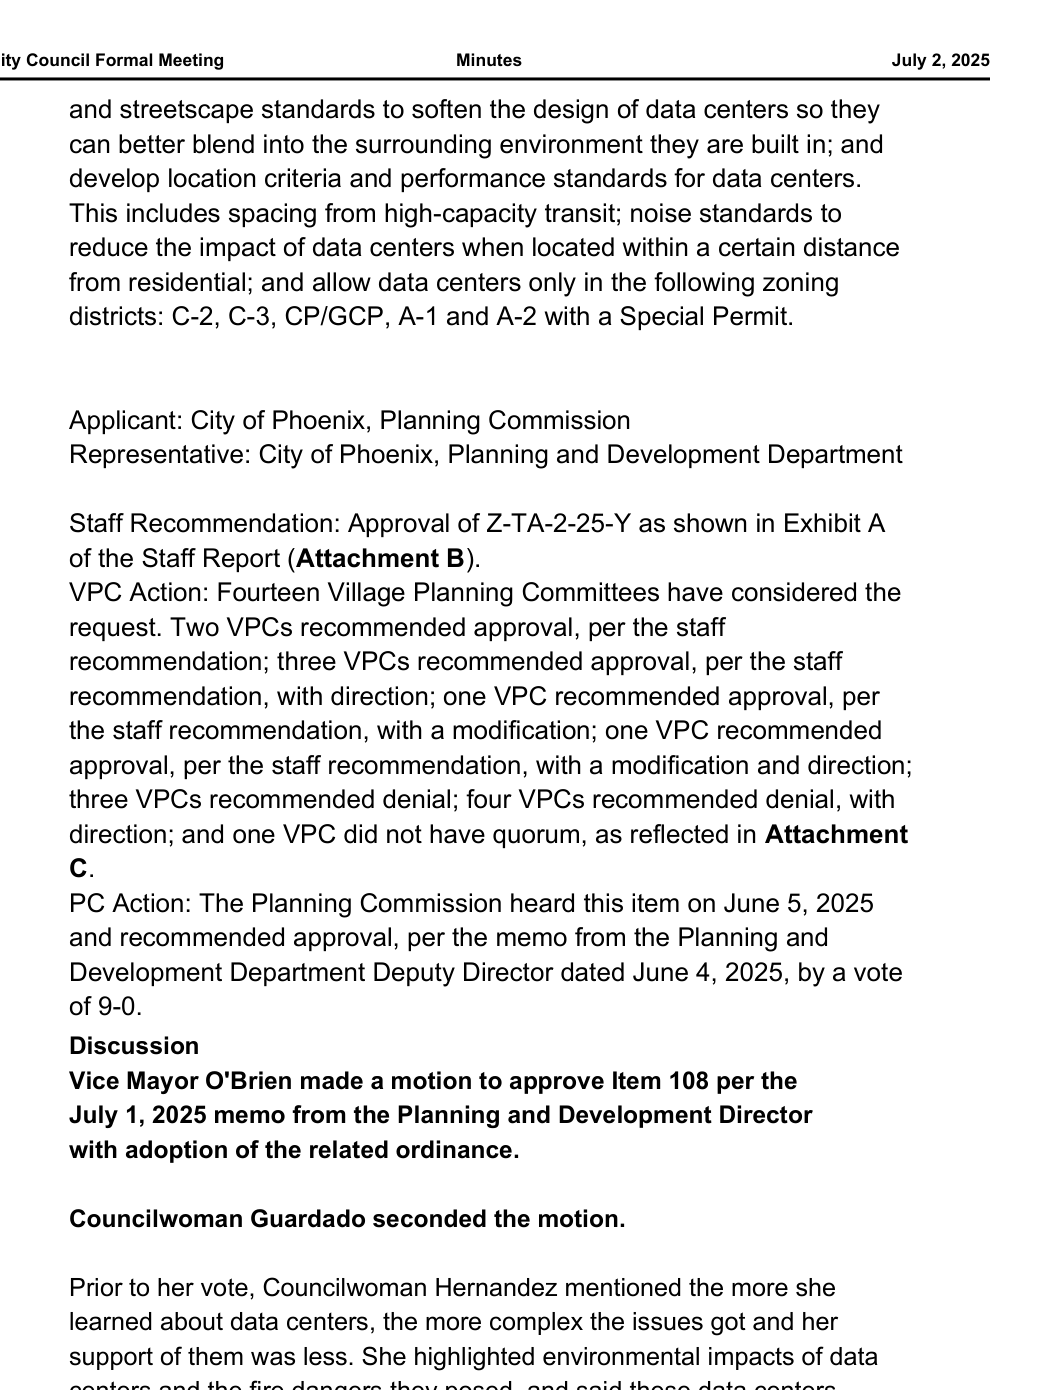 ity Council Formal Meeting Minutes July 2, 2025
and streetscape standards to soften the design of data centers so they
can better blend into the surrounding environment they are built in; and
develop location criteria and performance standards for data centers.
This includes spacing from high-capacity transit; noise standards to
reduce the impact of data centers when located within a certain distance
from residential; and allow data centers only in the following zoning
districts: C-2, C-3, CP/GCP, A-1 and A-2 with a Special Permit.
Applicant: City of Phoenix, Planning Commission
Representative: City of Phoenix, Planning and Development Department
Staff Recommendation: Approval of Z-TA-2-25-Y as shown in Exhibit A
of the Staff Report (Attachment B).
VPC Action: Fourteen Village Planning Committees have considered the
request. Two VPCs recommended approval, per the staff
recommendation; three VPCs recommended approval, per the staff
recommendation, with direction; one VPC recommended approval, per
the staff recommendation, with a modification; one VPC recommended
approval, per the staff recommendation, with a modification and direction;
three VPCs recommended denial; four VPCs recommended denial, with
direction; and one VPC did not have quorum, as reflected in Attachment
C.
PC Action: The Planning Commission heard this item on June 5, 2025
and recommended approval, per the memo from the Planning and
Development Department Deputy Director dated June 4, 2025, by a vote
of 9-0.
Discussion
Vice Mayor O'Brien made a motion to approve Item 108 per the
July 1, 2025 memo from the Planning and Development Director
with adoption of the related ordinance.
Councilwoman Guardado seconded the motion.
Prior to her vote, Councilwoman Hernandez mentioned the more she
learned about data centers, the more complex the issues got and her
support of them was less. She highlighted environmental impacts of data
centers and the fire dangers they posed, and said these data centers